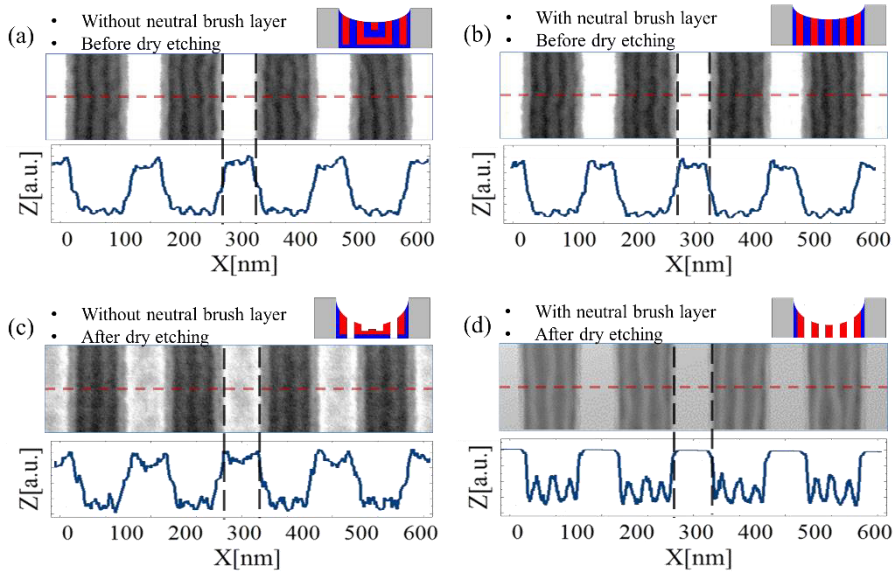 (a)
• Without neutral brush layer
• Before dry etching
Z[a.u.]
0 100 200 300 400 500 600
X[nm]
(b)
• With neutral brush layer
• Before dry etching
Z[a.u.]
0 100 200 300 400 500 600
X[nm]
(c)
• Without neutral brush layer
• After dry etching
Z[a.u.]
0 100 200 300 400 500 600
X[nm]
(d)
• With neutral brush layer
• After dry etching
Z[a.u.]
0 100 200 300 400 500 600
X[nm]